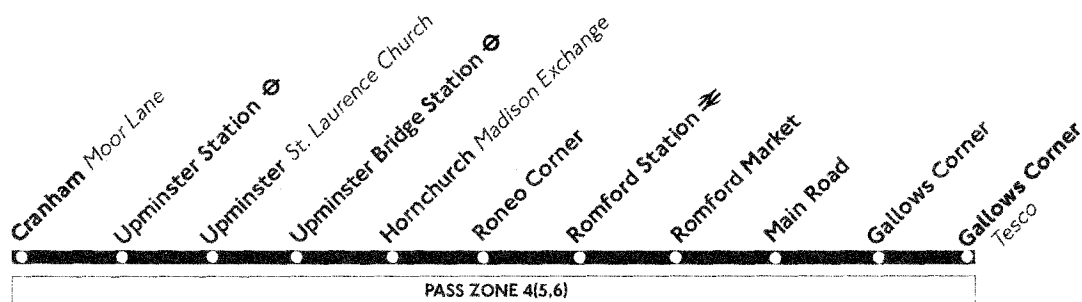 Cranham Moor Lane
Upminster Station
Upminster St. Laurence Church
Upminster Bridge Station
Hornchurch Madison Exchange
Roneo Corner
Romford Station
Romford Market
Main Road
Gallows Corner
Gallows Corner
Tesco
PASS ZONE 4(5,6)